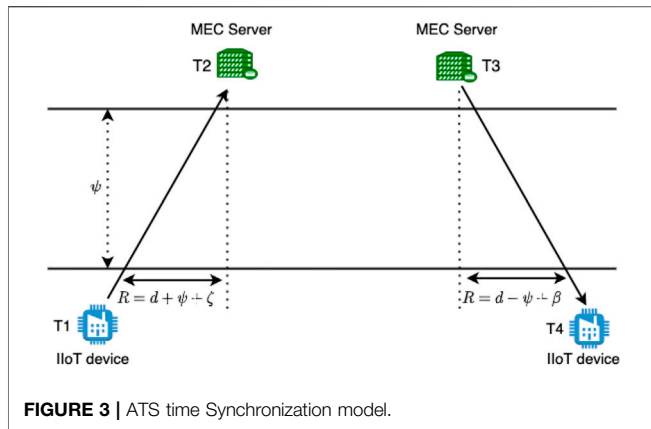 MEC Server MEC Server
T2 T3
ψ
R = d + ψ + ζ R = d − ψ + β
T1 T4
IIoT device IIoT device
FIGURE 3 | ATS time Synchronization model.